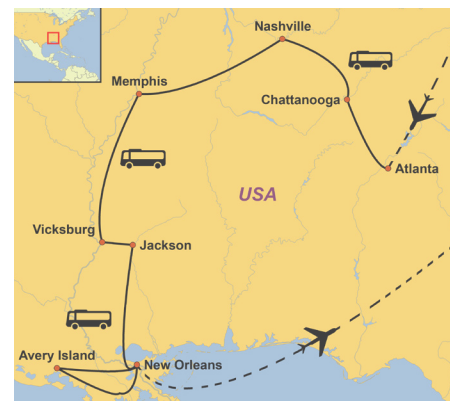 Nashville
Memphis
Chattanooga
Atlanta
USA
Vicksburg
Jackson
Avery Island
New Orleans